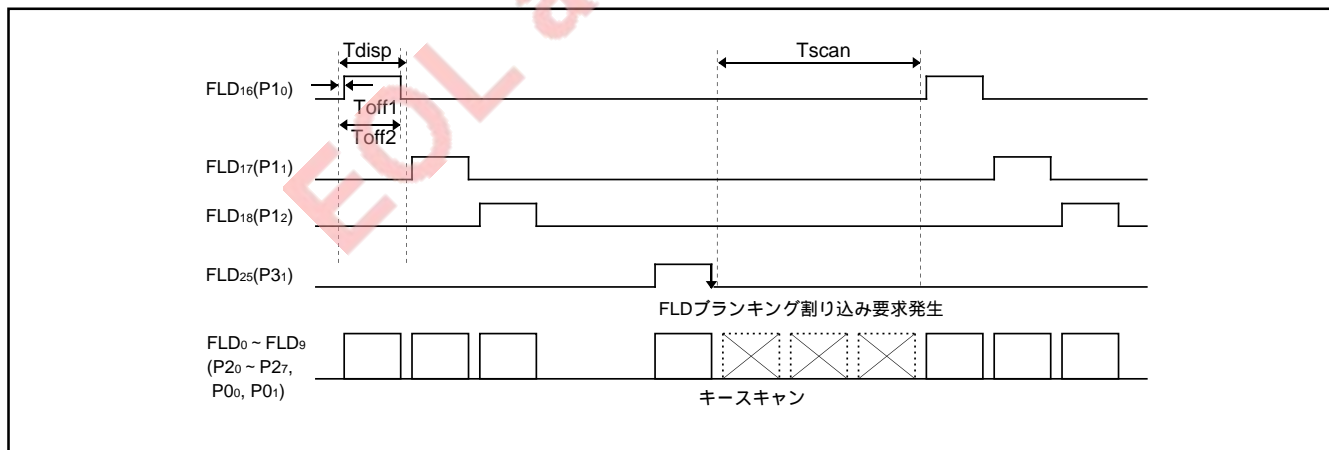 EOL a
Tdisp
Tscan
FLD16(P10)
Toff1
Toff2
FLD17(P11)
FLD18(P12)
FLD25(P31)
FLDブランキング割り込み要求発生
FLD0 ~ FLD9
(P20 ~ P27,
P00, P01)
キースキャン